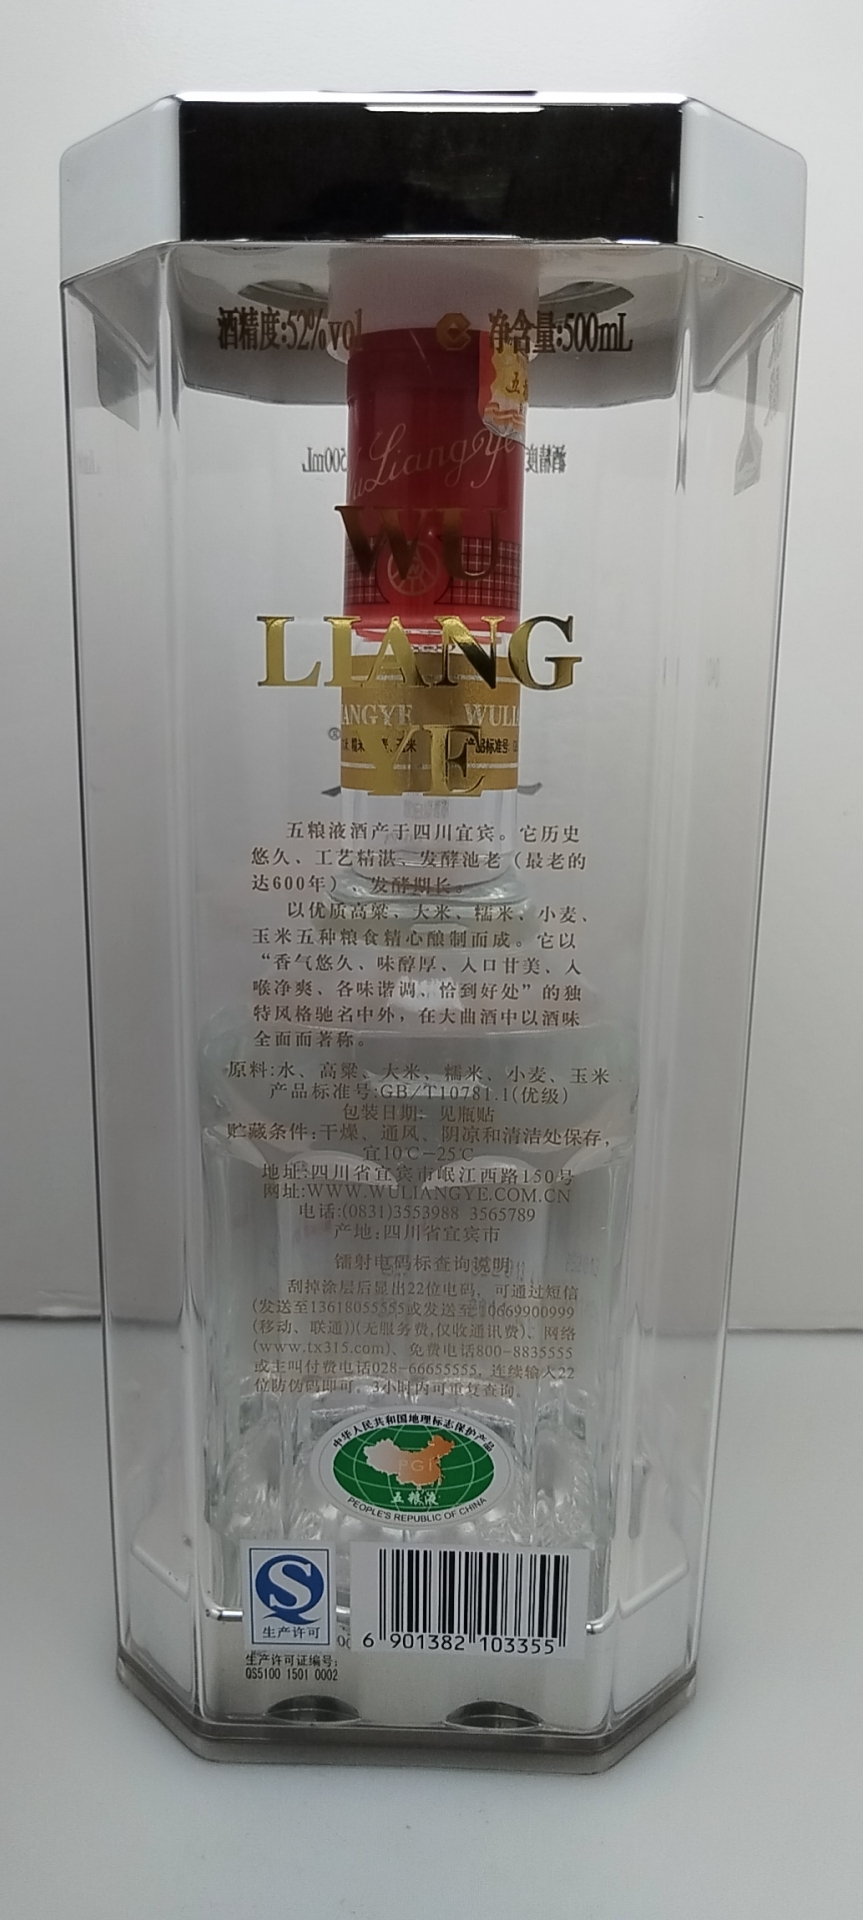 酒精度:52%vol 净含量:500mL
WuLiangye
WU
LIANG
ANGYE WULIA
YE
产品标准号
五粮液酒产于四川宜宾。它历史
悠久、工艺精湛、发酵池老（最老的
达600年）、发酵期长。
以优质高粱、大米、糯米、小麦、
玉米五种粮食精心酿制而成。它以
“香气悠久、味醇厚、入口甘美、入
喉净爽、各味谐调、恰到好处”的独
特风格驰名中外，在大曲酒中以酒味
全面而著称。
原料:水、高粱、大米、糯米、小麦、玉米
产品标准号:GB/T10781.1(优级)
包装日期: 见瓶贴
贮藏条件:干燥、通风、阴凉和清洁处保存,
宜10℃-25℃
地址:四川省宜宾市岷江西路150号
网址:WWW.WULIANGYE.COM.CN
电话:(0831)3553988 3565789
产地:四川省宜宾市
镭射电码标查询说明
刮掉涂层后显出22位电码, 可通过短信
(发送至13618055555或发送至10669900999
(移动、联通))(无服务费,仅收通讯费)、网络
(www.tx315.com)、免费电话800-8835555
或主叫付费电话028-66655555, 连续输入22
位防伪码即可。3小时内可重复查询。
中华人民共和国地理标志保护产品
PGI
五粮液
PEOPLE'S REPUBLIC OF CHINA
S
生产许可
6 901382 103355
生产许可证编号:
QS5100 1501 0002